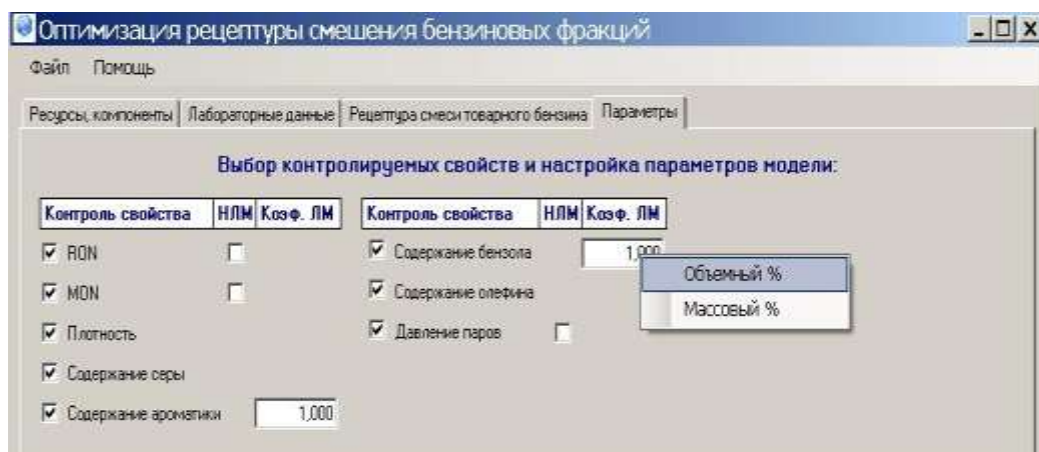 Оптимизация рецептуры смешения бензиновых фракций
Файл Помощь
Ресурсы, компоненты Лабораторные данные Рецептура смеси товарного бензина Параметры
Выбор контролируемых свойств и настройка параметров модели:
Контроль свойства НЛМ Коэф. ЛМ Контроль свойства НЛМ Коэф. ЛМ
RON Содержание бензола 1,000
MON Содержание олефина
Плотность Давление паров
Содержание серы
Содержание ароматики 1,000
Объемный %
Массовый %